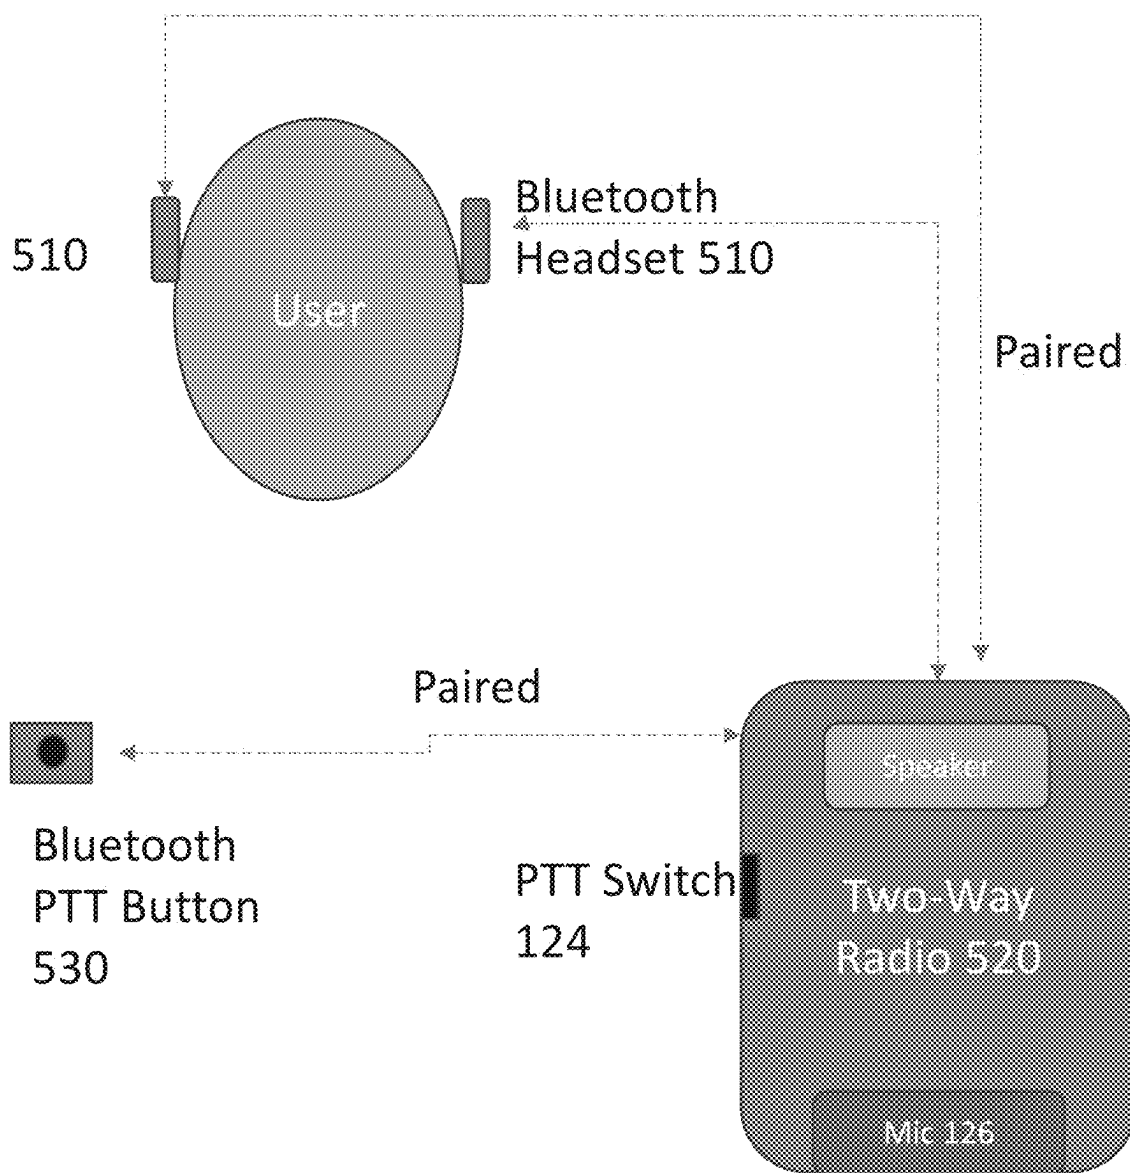 Bluetooth
Headset 510
510
User
Paired
Paired
Speaker
Bluetooth
PTT Button
530
PTT Switch
124
Two-Way
Radio 520
Mic 126